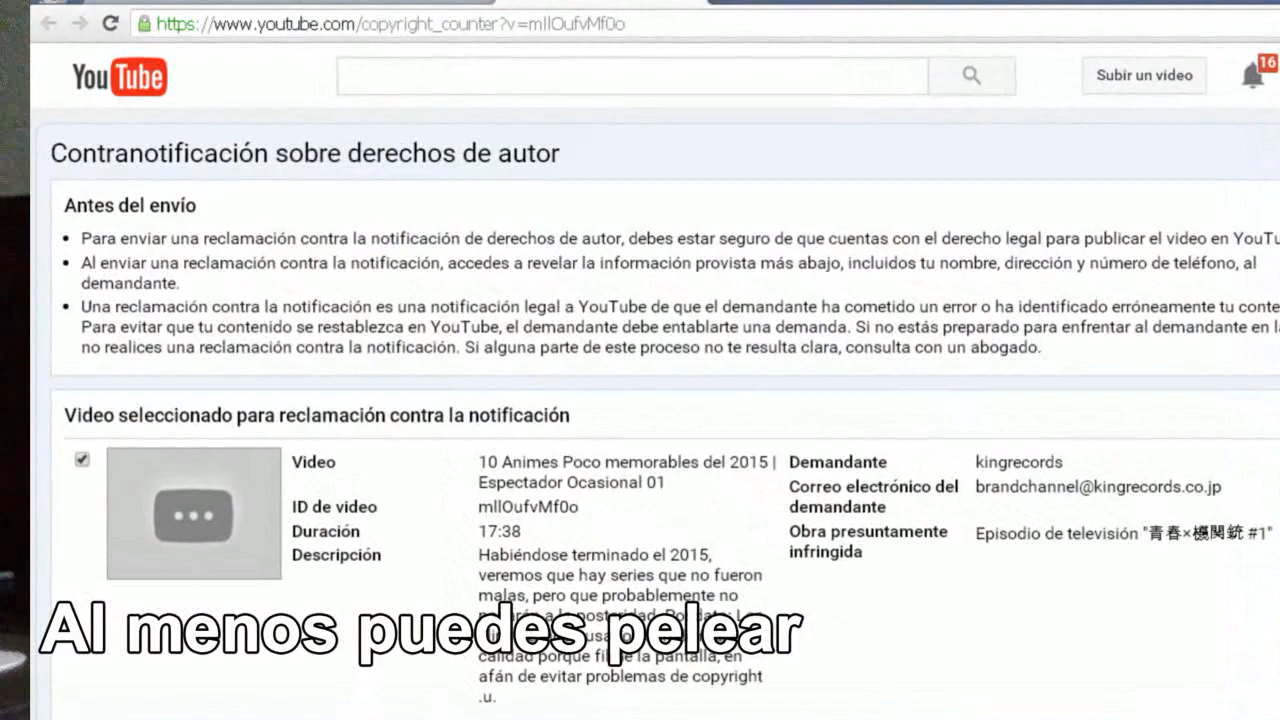 https://www.youtube.com/copyright_counter?v=mllOufvMf0o
YouTube
Subir un video
16
Contranotificación sobre derechos de autor
Antes del envío
• Para enviar una reclamación contra la notificación de derechos de autor, debes estar seguro de que cuentas con el derecho legal para publicar el video en YouTu
• Al enviar una reclamación contra la notificación, accedes a revelar la información provista más abajo, incluidos tu nombre, dirección y número de teléfono, al
demandante.
• Una reclamación contra la notificación es una notificación legal a YouTube de que el demandante ha cometido un error o ha identificado erróneamente tu conte
Para evitar que tu contenido se restablezca en YouTube, el demandante debe entablarte una demanda. Si no estás preparado para enfrentar al demandante en la
no realices una reclamación contra la notificación. Si alguna parte de este proceso no te resulta clara, consulta con un abogado.
Video seleccionado para reclamación contra la notificación
Video
10 Animes Poco memorables del 2015 |
Espectador Ocasional 01
ID de video
mllOufvMf0o
Duración
17:38
Descripción
Habiéndose terminado el 2015,
veremos que hay series que no fueron
malas, pero que probablemente no
a la posteridad
calidad porque la pantalla, en
afán de evitar problemas de copyright
.u.
Demandante
kingrecords
Correo electrónico del
demandante
brandchannel@kingrecords.co.jp
Obra presuntamente
infringida
Episodio de televisión "青春×機関銃 #1"
Al menos puedes pelear